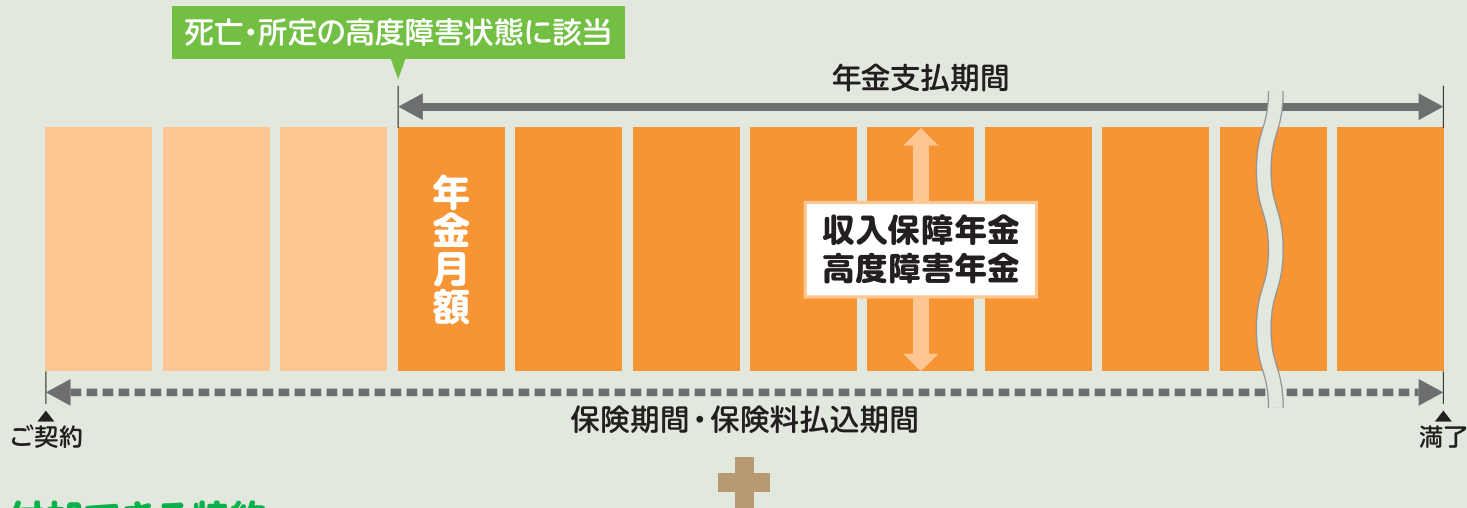 死亡・所定の高度障害状態に該当
年金支払期間
年金月額
収入保障年金
高度障害年金
保険期間・保険料払込期間
ご契約
満了